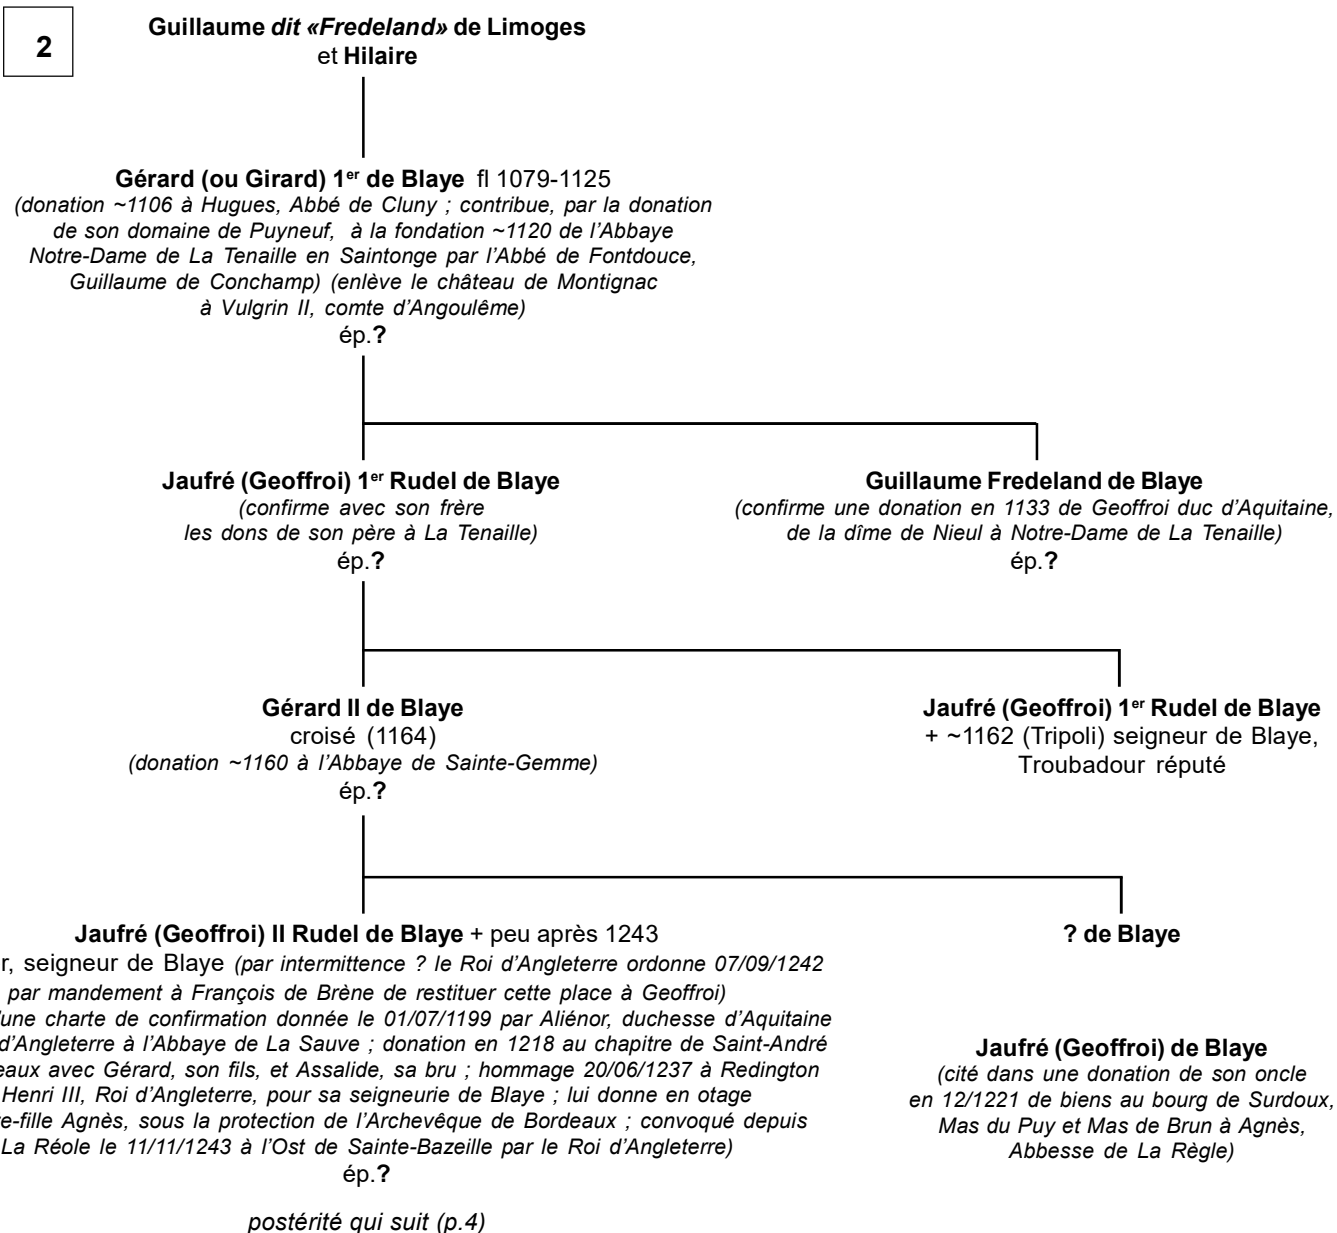 2
Guillaume dit «Fredeland» de Limoges
et Hilaire
Gérard (ou Girard) 1er de Blaye fl 1079-1125
(donation ~1106 à Hugues, Abbé de Cluny ; contribue, par la donation
de son domaine de Puyneuf, à la fondation ~1120 de l'Abbaye
Notre-Dame de La Tenaille en Saintonge par l'Abbé de Fontdouce,
Guillaume de Conchamp) (enlève le château de Montignac
à Vulgrin II, comte d'Angoulême)
ép.?
Jaufré (Geoffroi) 1er Rudel de Blaye
(confirme avec son frère
les dons de son père à La Tenaille)
ép.?
Guillaume Fredeland de Blaye
(confirme une donation en 1133 de Geoffroi duc d'Aquitaine,
de la dîme de Nieul à Notre-Dame de La Tenaille)
ép.?
Gérard II de Blaye
croisé (1164)
(donation ~1160 à l'Abbaye de Sainte-Gemme)
ép.?
Jaufré (Geoffroi) 1er Rudel de Blaye
+ ~1162 (Tripoli) seigneur de Blaye,
Troubadour réputé
Jaufré (Geoffroi) II Rudel de Blaye + peu après 1243
r, seigneur de Blaye (par intermittence ? le Roi d'Angleterre ordonne 07/09/1242
par mandement à François de Brène de restituer cette place à Geoffroi)
'une charte de confirmation donnée le 01/07/1199 par Aliénor, duchesse d'Aquitaine
d'Angleterre à l'Abbaye de La Sauve ; donation en 1218 au chapitre de Saint-André
eaux avec Gérard, son fils, et Assalide, sa bru ; hommage 20/06/1237 à Redington
Henri III, Roi d'Angleterre, pour sa seigneurie de Blaye ; lui donne en otage
e-fille Agnès, sous la protection de l'Archevêque de Bordeaux ; convoqué depuis
La Réole le 11/11/1243 à l'Ost de Sainte-Bazeille par le Roi d'Angleterre)
ép.?
postérité qui suit (p.4)
? de Blaye
Jaufré (Geoffroi) de Blaye
(cité dans une donation de son oncle
en 12/1221 de biens au bourg de Surdoux,
Mas du Puy et Mas de Brun à Agnès,
Abbesse de La Règle)